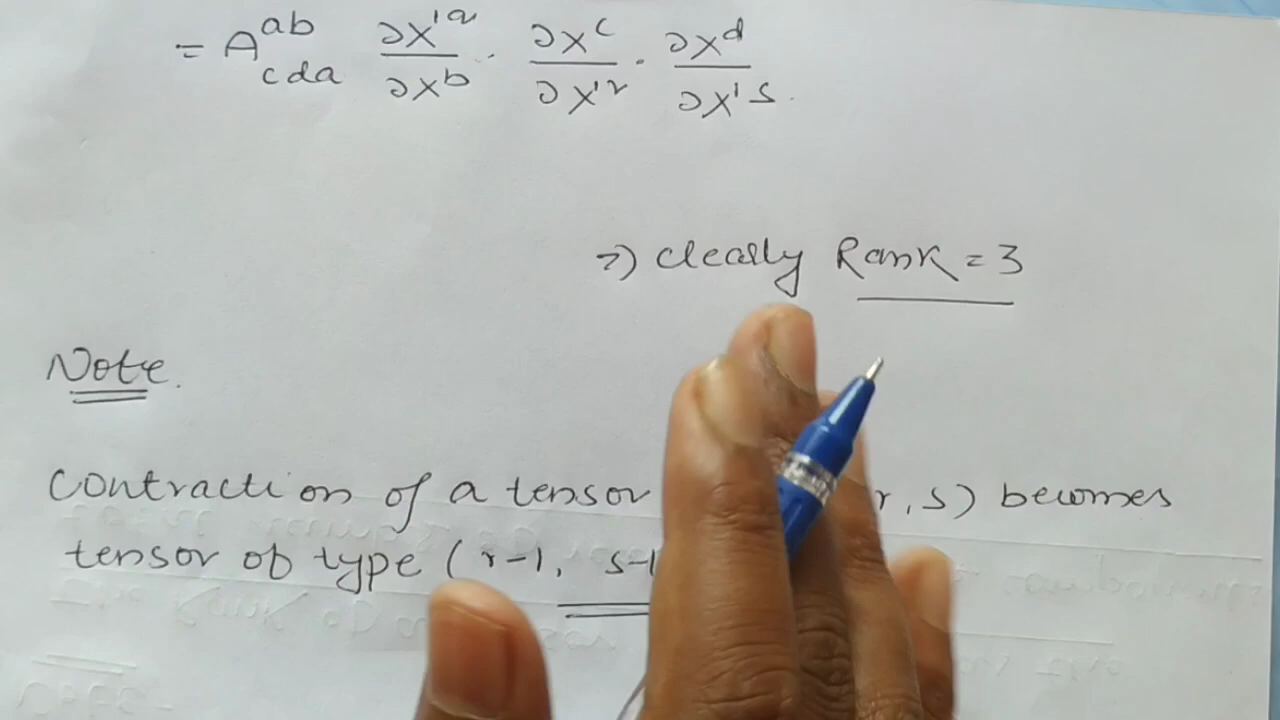 = A^{ab}_{cda} ∂x'^q/∂x^b · ∂x^c/∂x'^r · ∂x^d/∂x'^s.
⇒) Clearly Rank = 3
Note.
Contraction of a tensor r, s) becomes
tensor of type (r-1, s-1